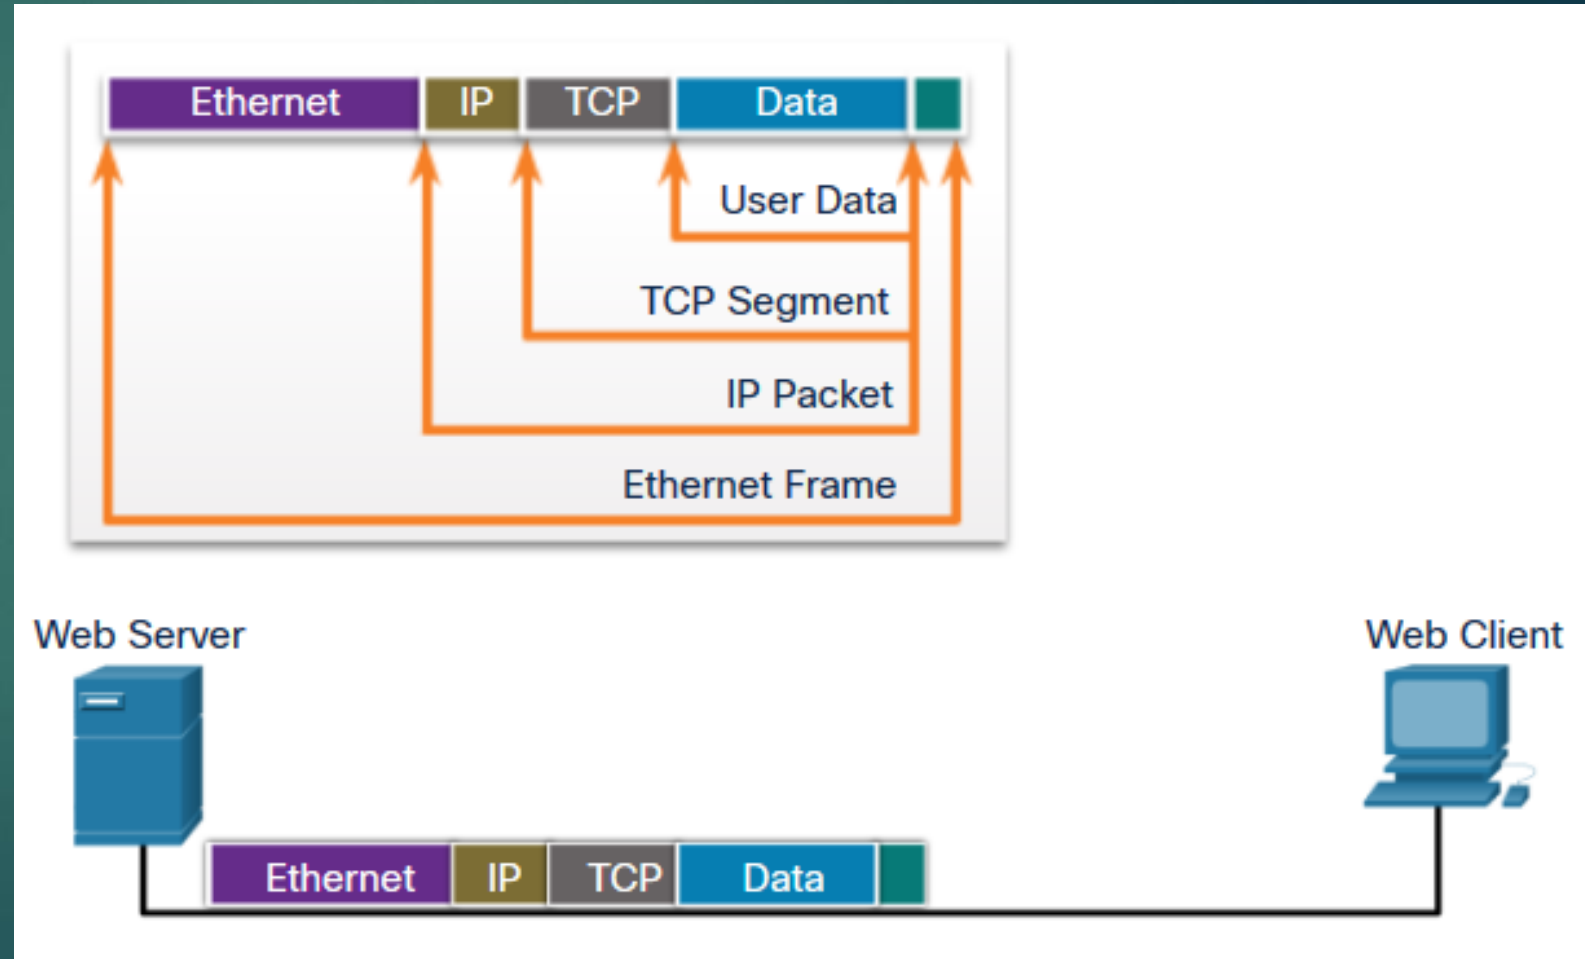 Ethernet IP TCP Data
User Data
TCP Segment
IP Packet
Ethernet Frame
Web Server
Web Client
Ethernet IP TCP Data